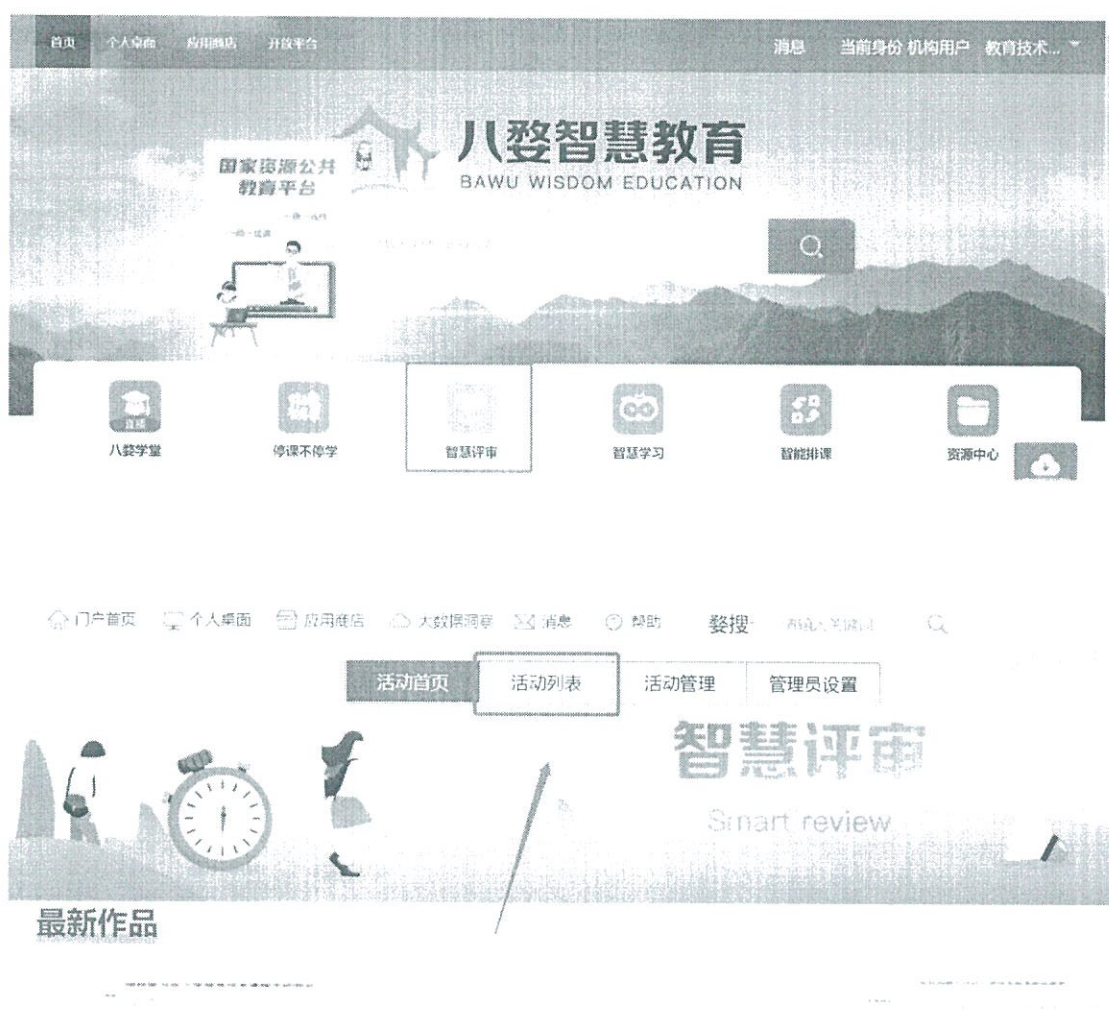 首页 个人桌面 应用商店 开放平台 消息 当前身份 机构用户 教育技术...
八婺智慧教育
BAWU WISDOM EDUCATION
国家资源公共
教育平台
直播
八婺学堂 停课不停学 智慧评审 智慧学习 智能排课 资源中心
门户首页 个人桌面 应用商店 大数据洞察 消息 帮助 婺搜
活动首页 活动列表 活动管理 管理员设置
智慧评审
Smart review
最新作品